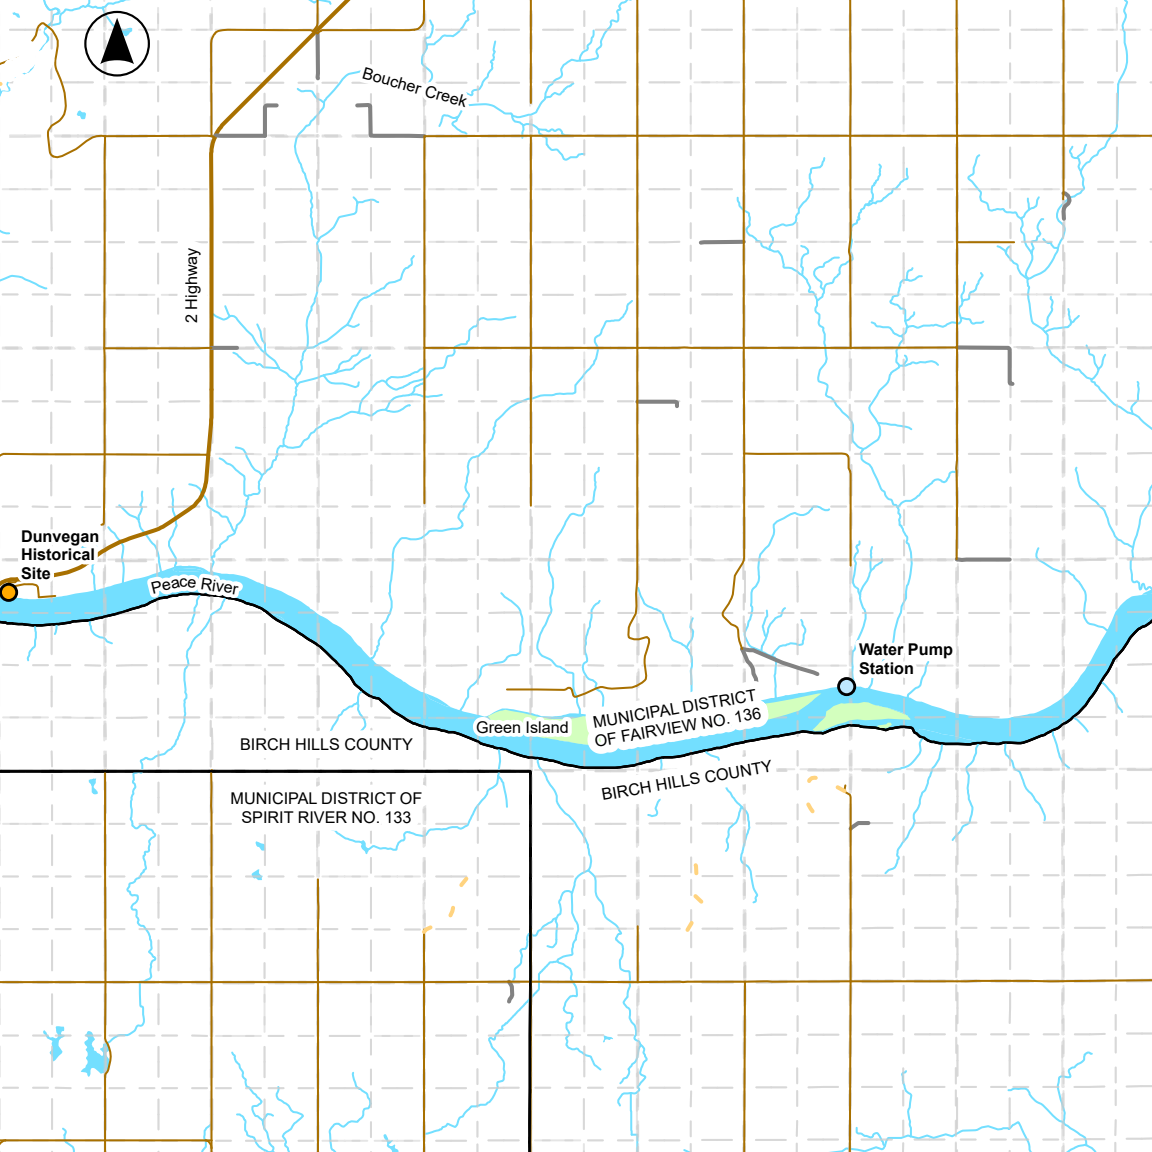 Boucher Creek
2 Highway
Dunvegan
Historical
Site
Peace River
Water Pump
Station
Green Island
MUNICIPAL DISTRICT
OF FAIRVIEW NO. 136
BIRCH HILLS COUNTY
BIRCH HILLS COUNTY
MUNICIPAL DISTRICT OF
SPIRIT RIVER NO. 133